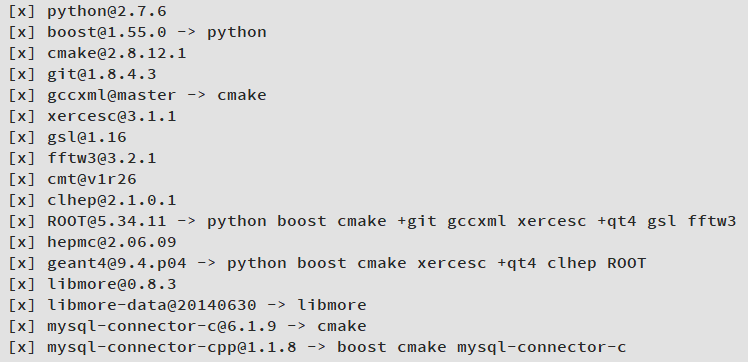 [x] python@2.7.6
[x] boost@1.55.0 -> python
[x] cmake@2.8.12.1
[x] git@1.8.4.3
[x] gccxml@master -> cmake
[x] xercesc@3.1.1
[x] gsl@1.16
[x] fftw3@3.2.1
[x] cmt@v1r26
[x] clhep@2.1.0.1
[x] ROOT@5.34.11 -> python boost cmake +git gccxml xercesc +qt4 gsl fftw3
[x] hepmc@2.06.09
[x] geant4@9.4.p04 -> python boost cmake xercesc +qt4 clhep ROOT
[x] libmore@0.8.3
[x] libmore-data@20140630 -> libmore
[x] mysql-connector-c@6.1.9 -> cmake
[x] mysql-connector-cpp@1.1.8 -> boost cmake mysql-connector-c